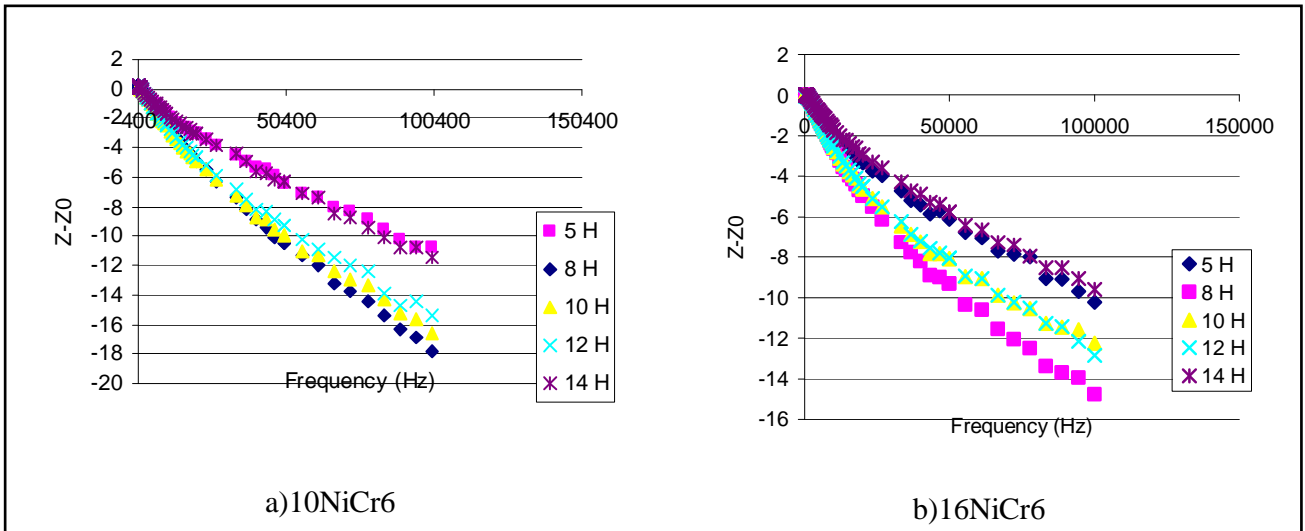 2
0
-2
-4
-6
-8
-10
-12
-14
-16
-18
-20
400
50400
100400
150400
Z-Z0
Frequency (Hz)
5 H
8 H
10 H
12 H
14 H
a)10NiCr6
2
0
-2
-4
-6
-8
-10
-12
-14
-16
0
50000
100000
150000
Z-Z0
Frequency (Hz)
5 H
8 H
10 H
12 H
14 H
b)16NiCr6